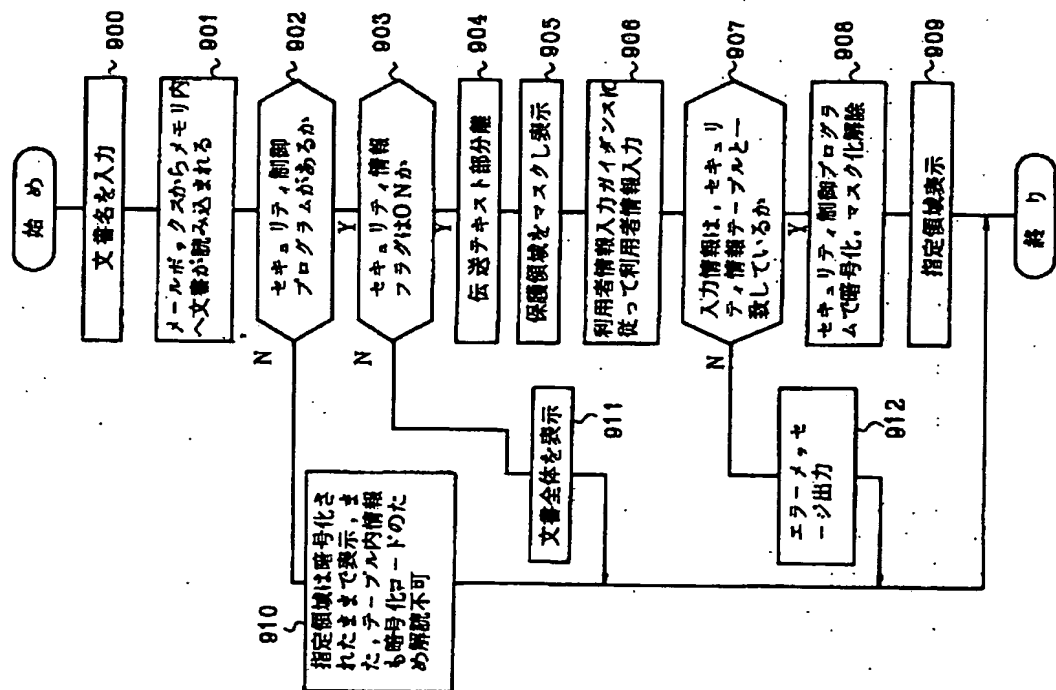 始め
文書名を入力
900
メールボックスからメモリ内
へ文書が読み込まれる
901
セキュリティ制御
プログラムがあるか
902
N
Y
セキュリティ情報
フラグはONか
903
N
Y
伝送テキスト部分離
904
保護領域をマスクし表示
905
利用者情報入力ガイダンスに
従って利用者情報入力
906
入力情報は,セキュリ
ティ情報テーブルと一
致しているか
907
N
Y
セキュリティ制御プログラ
ムで暗号化,マスク化解除
908
指定領域表示
909
終り
指定領域は暗号化さ
れたままで表示,ま
た,テーブル内情報
も暗号化コードのた
め解読不可
910
文書全体を表示
911
エラーメッセ
ージ出力
912